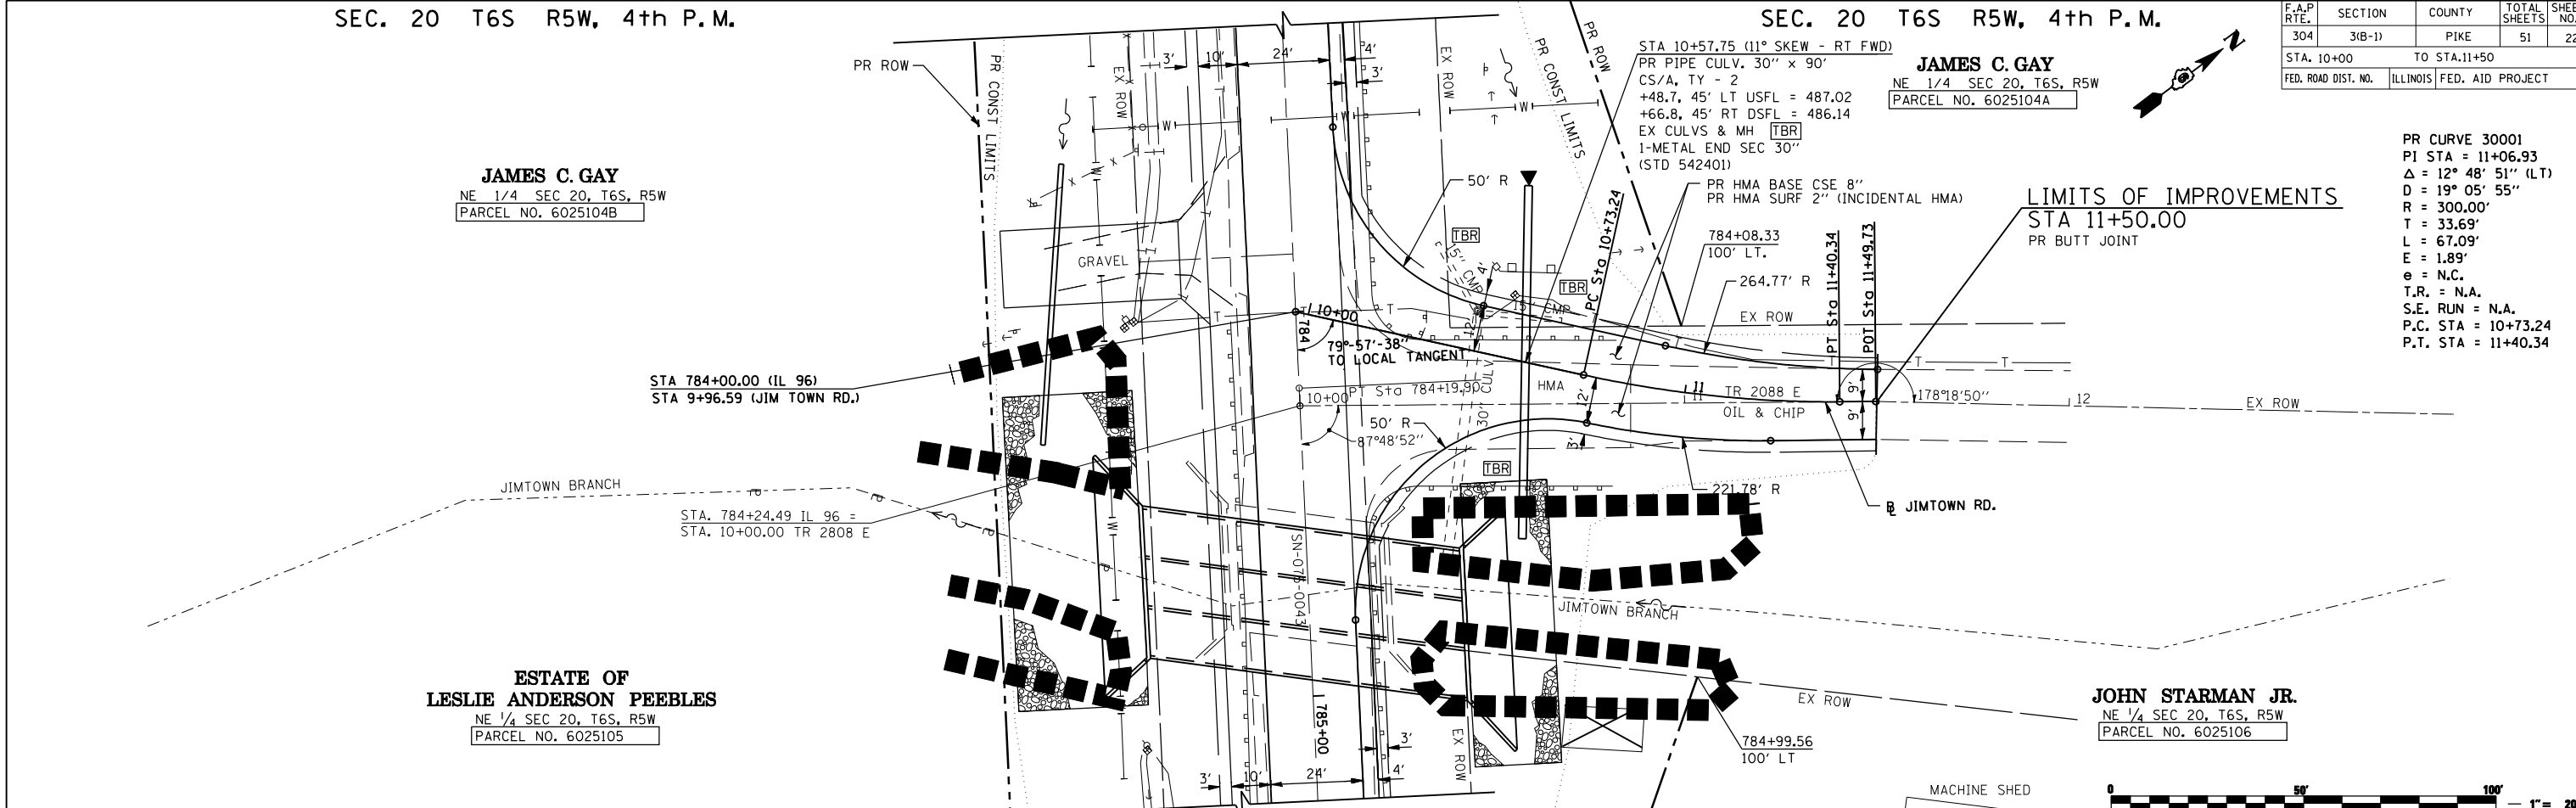 SEC. 20 T6S R5W, 4th P.M.
SEC. 20 T6S R5W, 4th P.M.
F.A.P RTE. SECTION COUNTY TOTAL SHEETS
304 3(B-1) PIKE 51 22
STA. 10+00 TO STA.11+50
FED. ROAD DIST. NO. ILLINOIS FED. AID PROJECT
N
PR ROW
PR CONST LIMITS
EX ROW
3'
10'
24'
4'
3'
EX ROW
PR CONST LIMITS
PR ROW
W
W
W
W
STA 10+57.75 (11° SKEW - RT FWD)
PR PIPE CULV. 30'' x 90'
CS/A, TY - 2
+48.7, 45' LT USFL = 487.02
+66.8, 45' RT DSFL = 486.14
EX CULVS & MH TBR
1-METAL END SEC 30''
(STD 542401)
JAMES C. GAY
NE 1/4 SEC 20, T6S, R5W
PARCEL NO. 6025104A
PR CURVE 30001
PI STA = 11+06.93
Δ = 12° 48' 51'' (LT)
D = 19° 05' 55''
R = 300.00'
T = 33.69'
L = 67.09'
E = 1.89'
e = N.C.
T.R. = N.A.
S.E. RUN = N.A.
P.C. STA = 10+73.24
P.T. STA = 11+40.34
JAMES C. GAY
NE 1/4 SEC 20, T6S, R5W
PARCEL NO. 6025104B
50' R
PR HMA BASE CSE 8''
PR HMA SURF 2'' (INCIDENTAL HMA)
LIMITS OF IMPROVEMENTS
STA 11+50.00
PR BUTT JOINT
784+08.33
100' LT.
264.77' R
PC Sta 10+73.24
PT Sta 11+40.34
POT Sta 11+49.73
GRAVEL
TBR
15'' CMP
4'
TBR
15' CMP
12'
EX ROW
10+00
784
79°-57'-38''
TO LOCAL TANGENT
T
T
T
T
STA 784+00.00 (IL 96)
STA 9+96.59 (JIM TOWN RD.)
PT Sta 784+19.90
10+00
30'' CULV
HMA
12'
11
11
TR 2088 E
OIL & CHIP
9'
9'
178°18'50''
12
EX ROW
50' R
87°48'52''
3'
TBR
221.78' R
℄ JIMTOWN RD.
JIMTOWN BRANCH
P
P
P
P
W
STA. 784+24.49 IL 96 =
STA. 10+00.00 TR 2808 E
SN-075-0043
JIMTOWN BRANCH
785+00
ESTATE OF
LESLIE ANDERSON PEEBLES
NE 1/4 SEC 20, T6S, R5W
PARCEL NO. 6025105
EX ROW
JOHN STARMAN JR.
NE 1/4 SEC 20, T6S, R5W
PARCEL NO. 6025106
784+99.56
100' LT
EX ROW
3'
10'
24'
4'
3'
MACHINE SHED
0 50' 100'
1"=